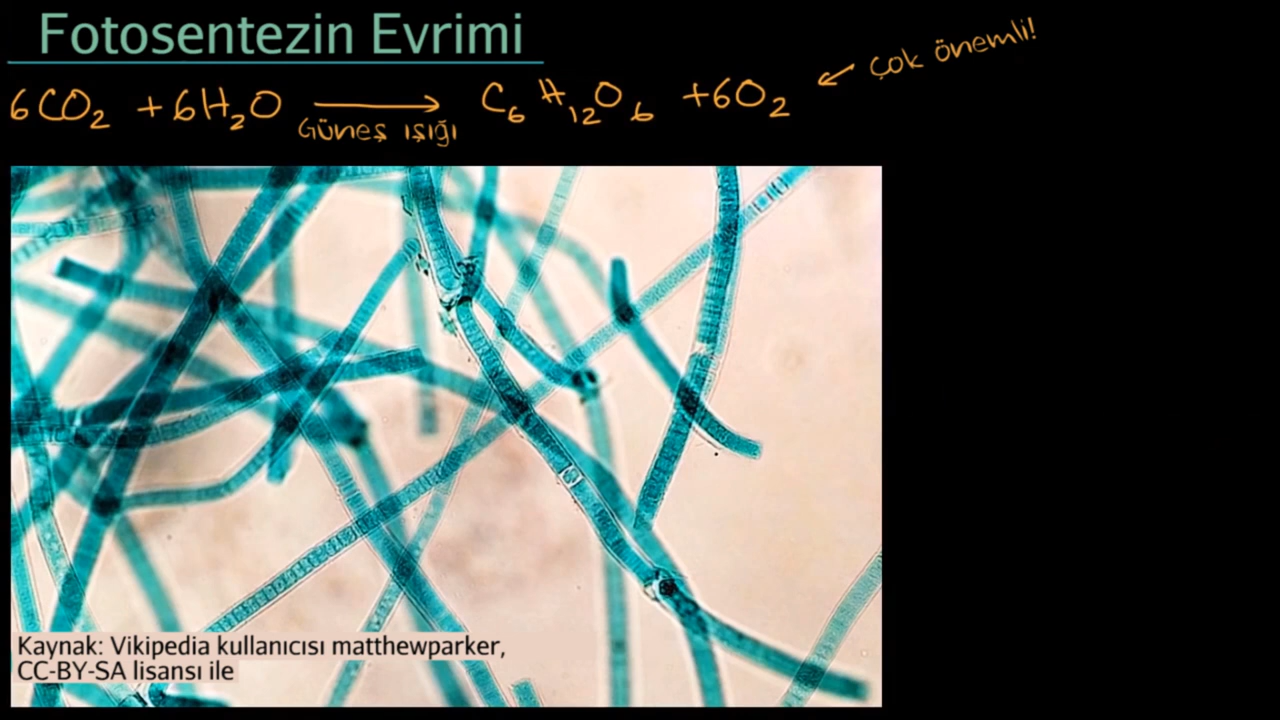 Fotosentezin Evrimi
çok önemli!
6CO₂ +6H₂O → C₆H₁₂O₆ +6O₂
Güneş ışığı
Kaynak: Vikipedia kullanıcısı matthewparker,
CC-BY-SA lisansı ile